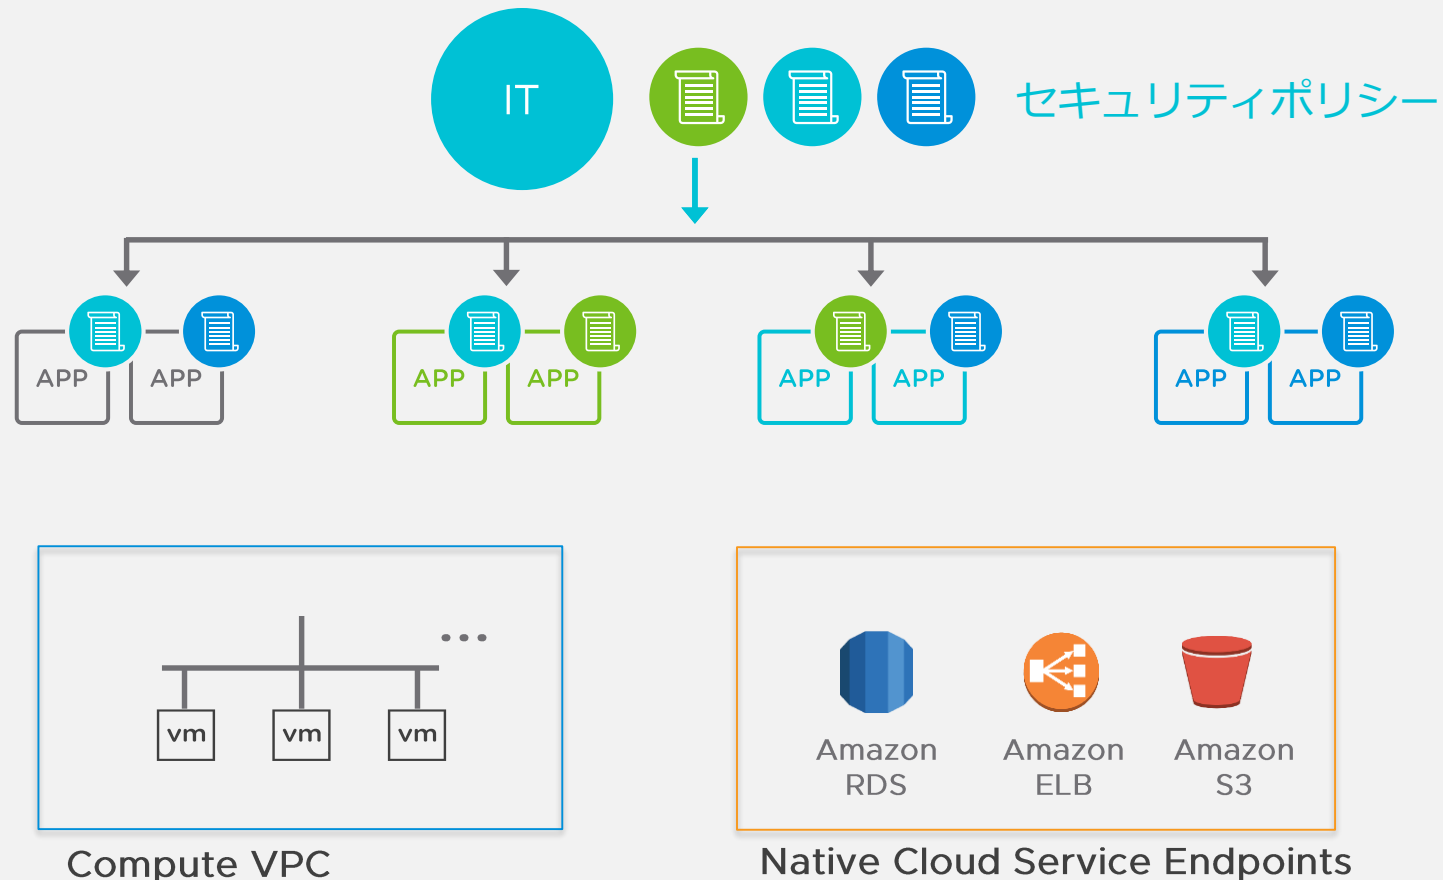 IT
セキュリティポリシー
APP
APP
APP
APP
APP
APP
APP
APP
vm
vm
vm
Compute VPC
Amazon
RDS
Amazon
ELB
Amazon
S3
Native Cloud Service Endpoints